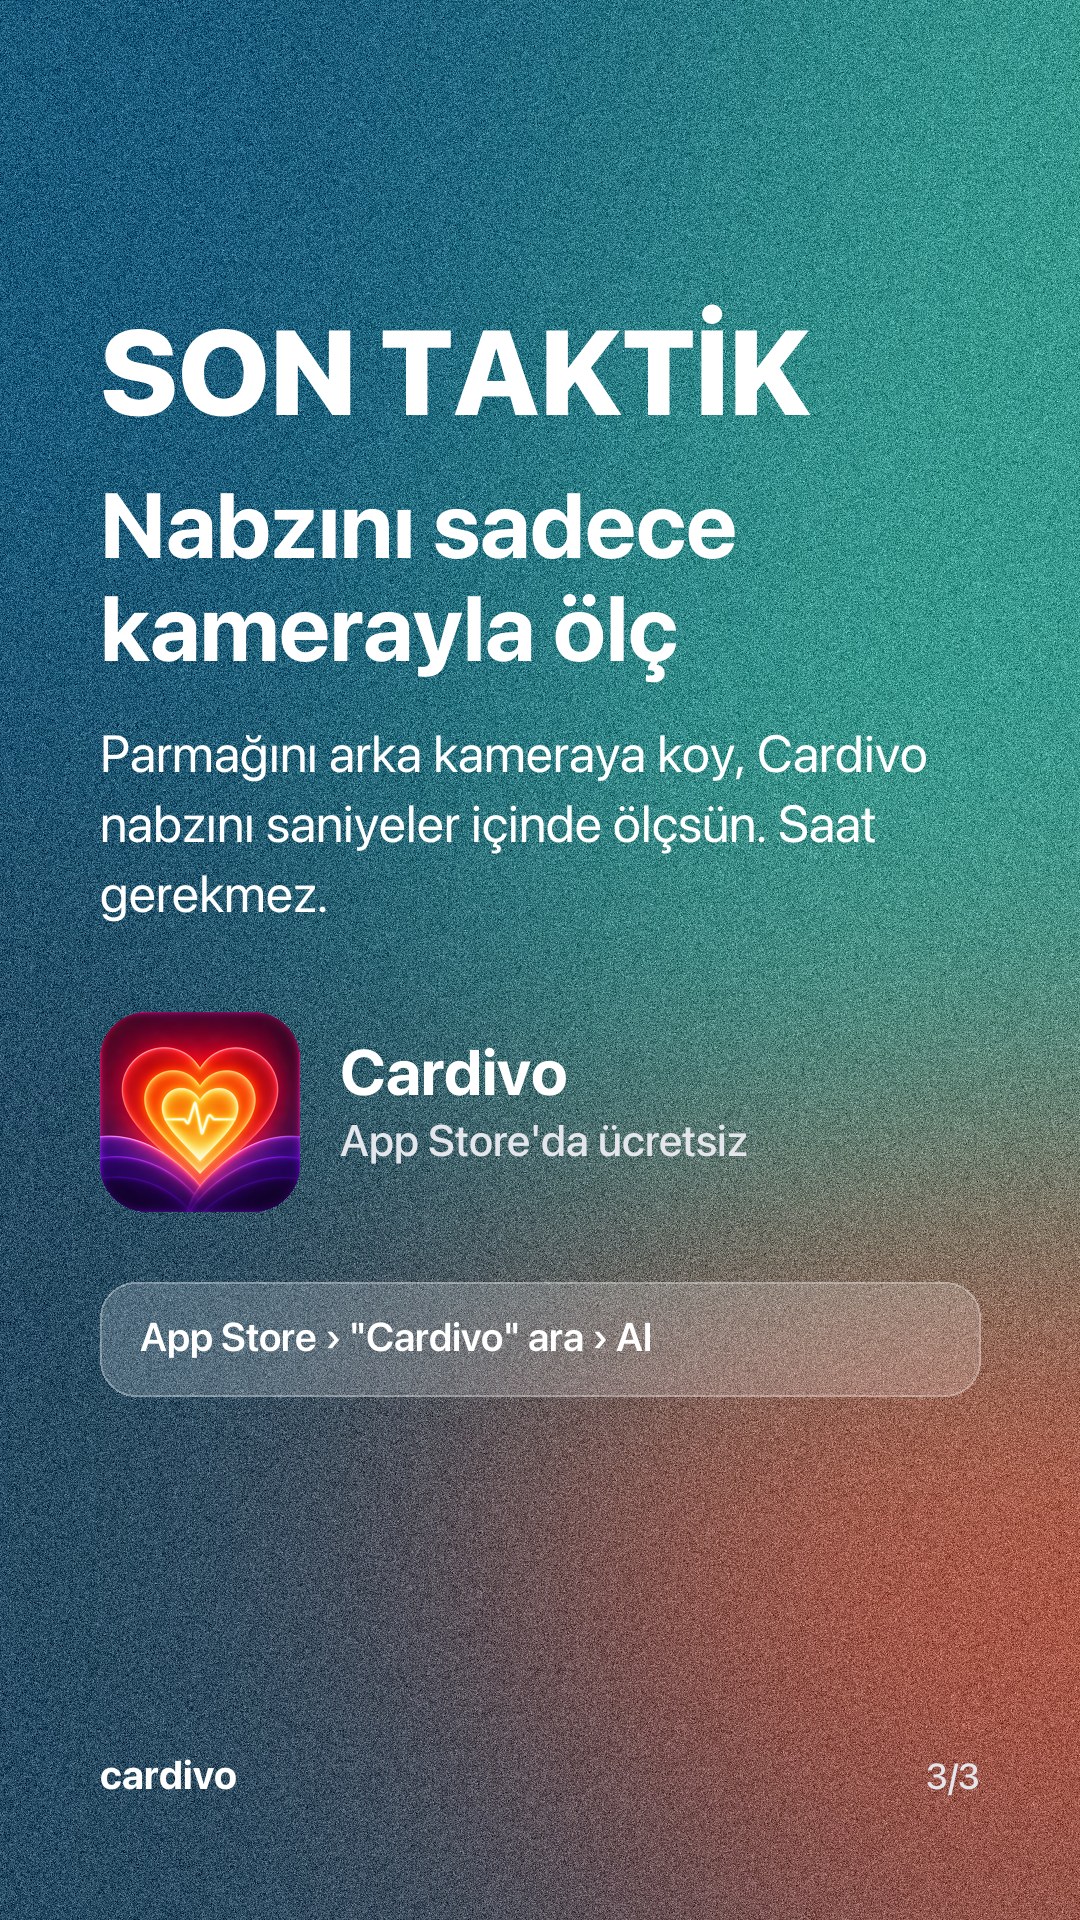 SON TAKTİK
Nabzını sadece
kamerayla ölç
Parmağını arka kameraya koy, Cardivo
nabzını saniyeler içinde ölçsün. Saat
gerekmez.
Cardivo
App Store'da ücretsiz
App Store › "Cardivo" ara › Al
cardivo
3/3